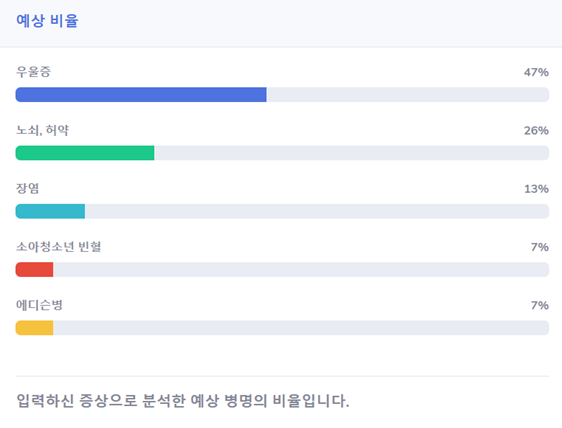 예상 비율
우울증 47%
노쇠, 허약 26%
장염 13%
소아청소년 빈혈 7%
에디슨병 7%
입력하신 증상으로 분석한 예상 병명의 비율입니다.